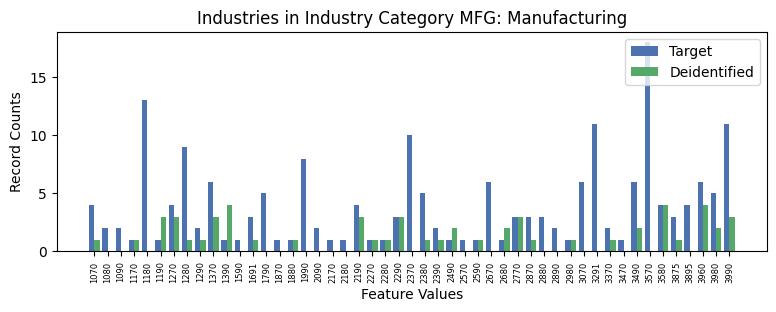 Industries in Industry Category MFG: Manufacturing
Target
Deidentified
Record Counts
15
10
5
0
1070 1080 1090 1170 1180 1190 1270 1280 1290 1370 1390 1590 1691 1790 1870 1880 1990 2090 2170 2180 2190 2270 2280 2290 2370 2380 2390 2490 2570 2590 2670 2680 2770 2870 2880 2890 2980 3070 3291 3370 3470 3490 3570 3580 3875 3895 3960 3980 3990
Feature Values